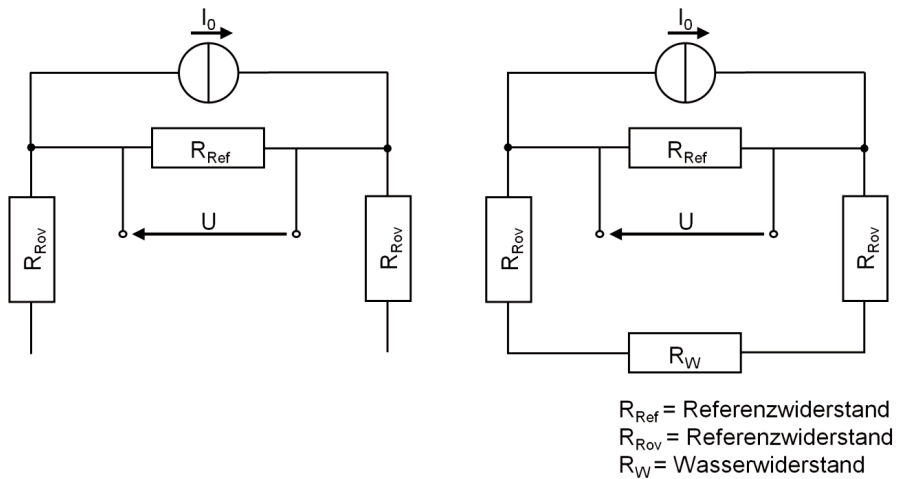 I0
I0
RRef
RRef
U
U
RRov
RRov
RRov
RRov
RW
RRef = Referenzwiderstand
RRov = Referenzwiderstand
RW = Wasserwiderstand